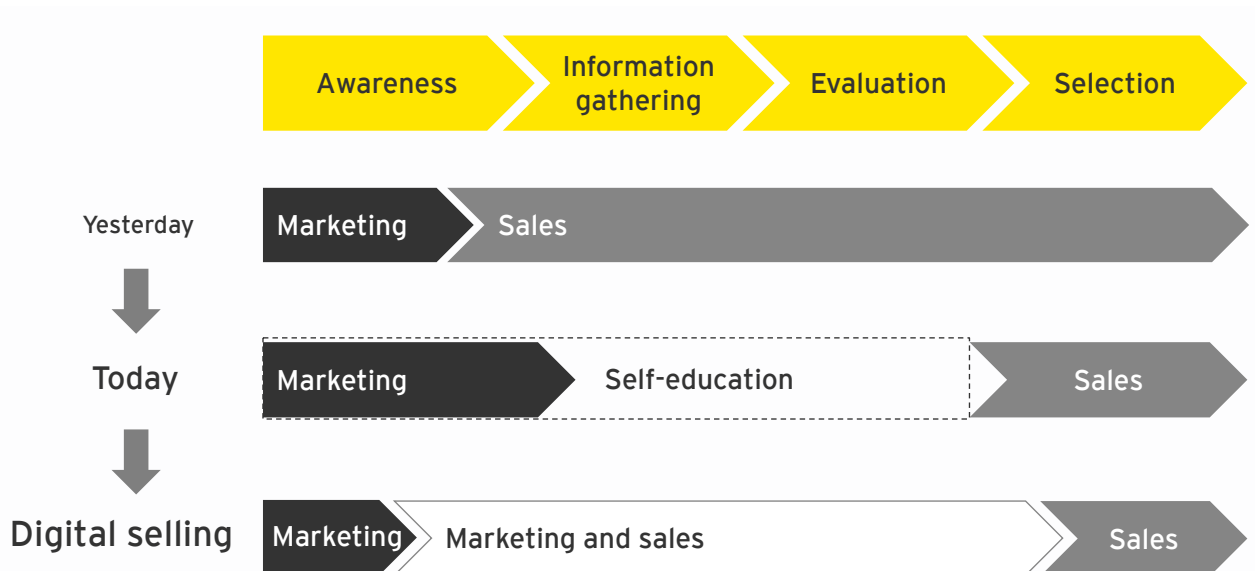 Awareness
Information
gathering
Evaluation
Selection
Yesterday
Marketing
Sales
Today
Marketing
Self-education
Sales
Digital selling
Marketing
Marketing and sales
Sales